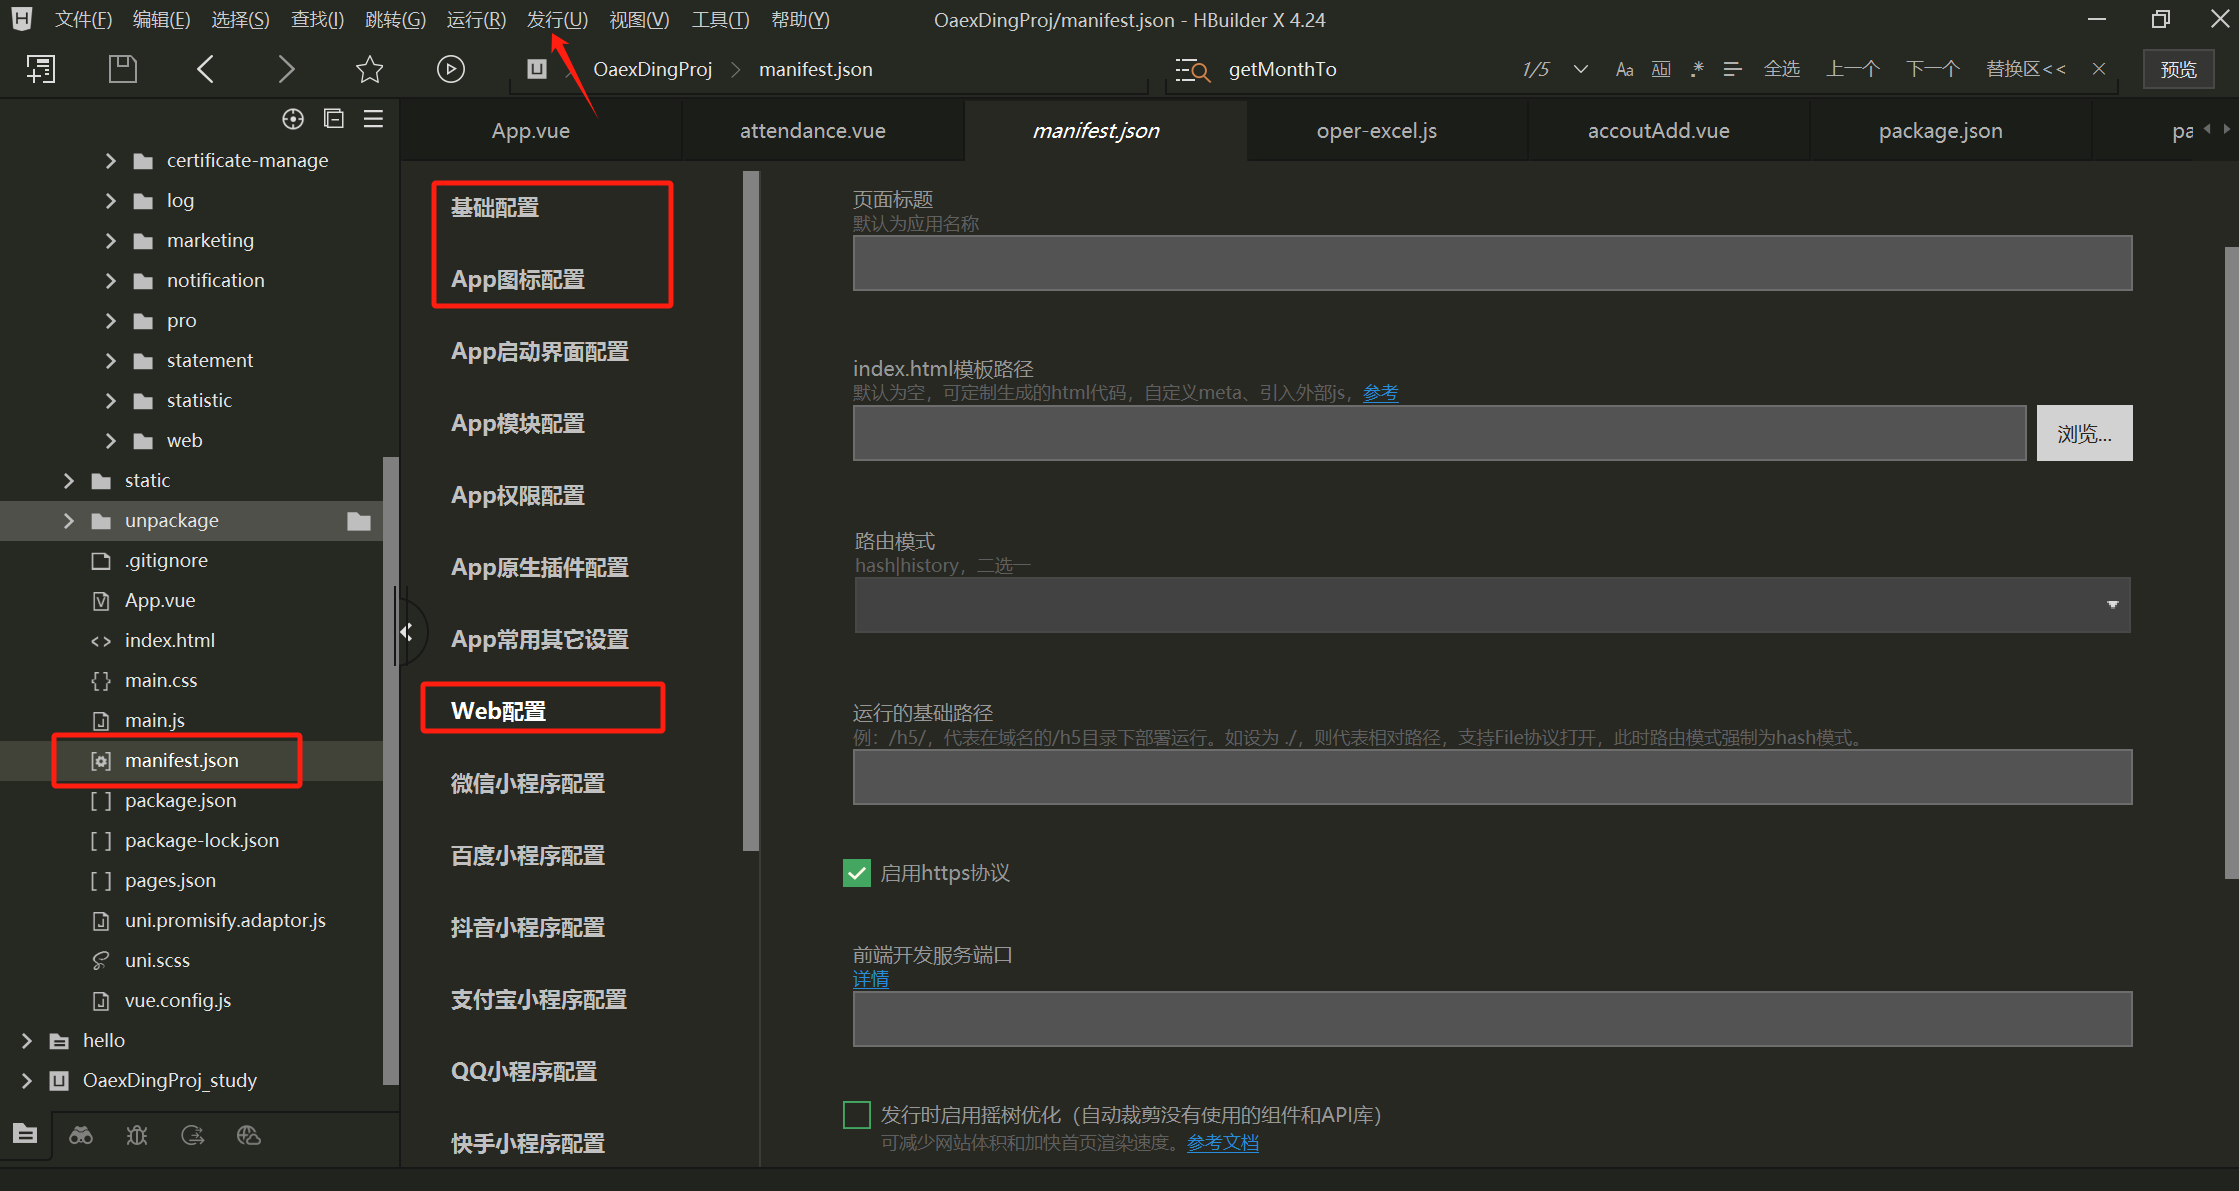 文件(F) 编辑(E) 选择(S) 查找(I) 跳转(G) 运行(R) 发行(U) 视图(V) 工具(T) 帮助(Y) OaexDingProj/manifest.json - HBuilder X 4.24
OaexDingProj manifest.json getMonthTo 1/5 Aa Ab| .* 全选 上一个 下一个 替换区<< 预览
App.vue attendance.vue manifest.json oper-excel.js accoutAdd.vue package.json pa
certificate-manage
log
marketing
notification
pro
statement
statistic
web
static
unpackage
.gitignore
App.vue
index.html
main.css
main.js
manifest.json
package.json
package-lock.json
pages.json
uni.promisify.adaptor.js
uni.scss
vue.config.js
hello
OaexDingProj_study
基础配置
App图标配置
App启动界面配置
App模块配置
App权限配置
App原生插件配置
App常用其它设置
Web配置
微信小程序配置
百度小程序配置
抖音小程序配置
支付宝小程序配置
QQ小程序配置
快手小程序配置
页面标题
默认为应用名称
index.html模板路径
默认为空，可定制生成的html代码，自定义meta、引入外部js，参考
浏览...
路由模式
hash|history，二选一
运行的基础路径
例：/h5/，代表在域名的/h5目录下部署运行。如设为 ./，则代表相对路径，支持File协议打开，此时路由模式强制为hash模式。
启用https协议
前端开发服务端口
详情
发行时启用摇树优化（自动裁剪没有使用的组件和API库）
可减少网站体积和加快首页渲染速度。参考文档